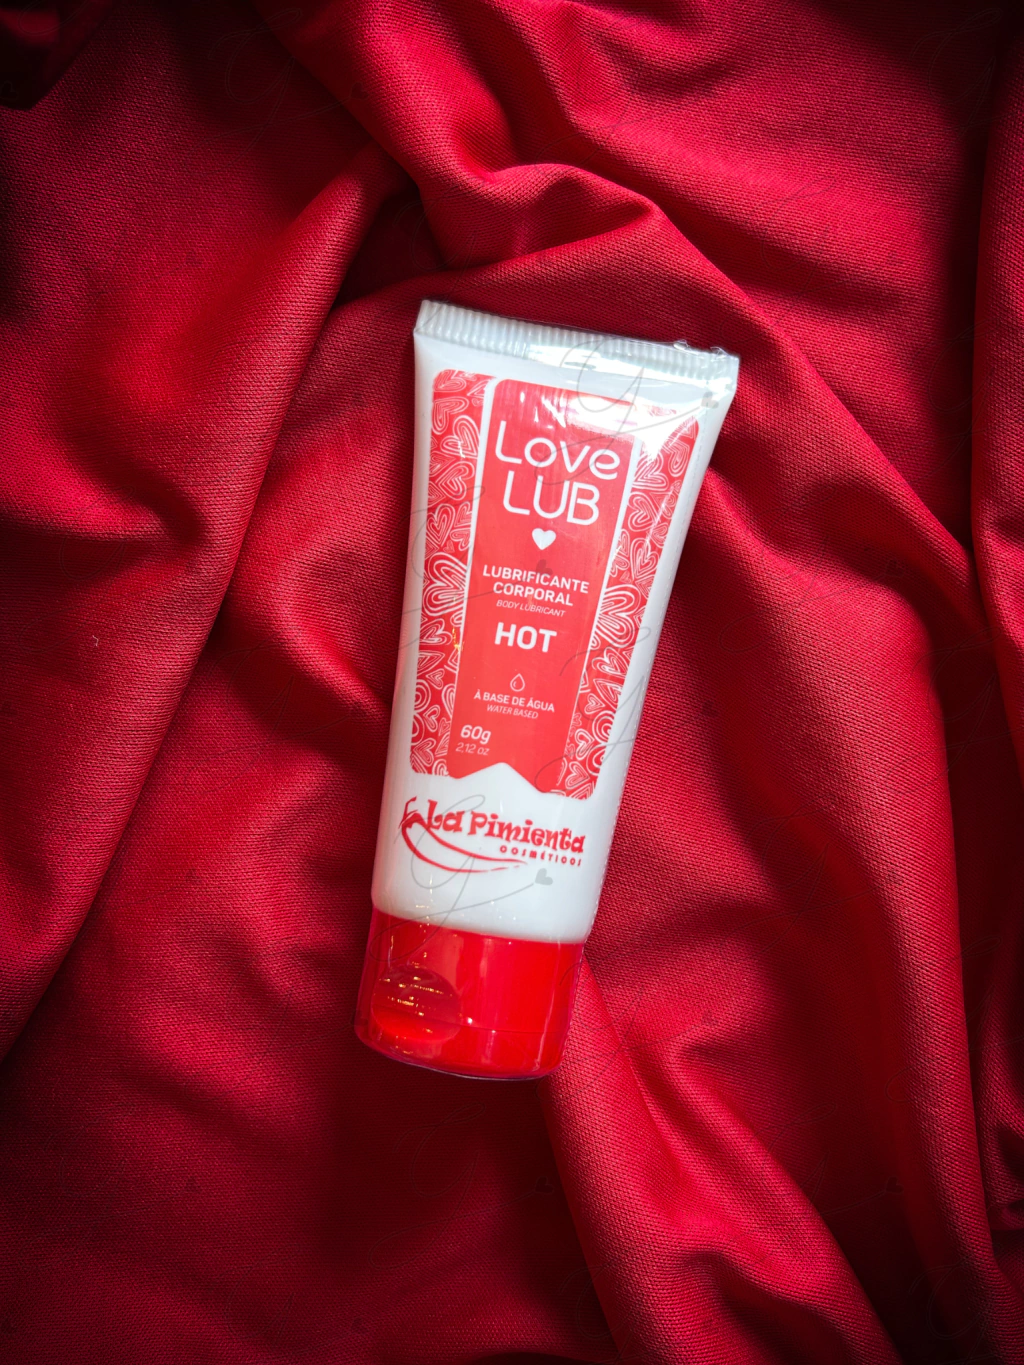 Love
LUB
LUBRIFICANTE
CORPORAL
BODY LUBRICANT
HOT
À BASE DE ÁGUA
WATER BASED
60g
2.12 oz
La Pimienta
COSMÉTICOS